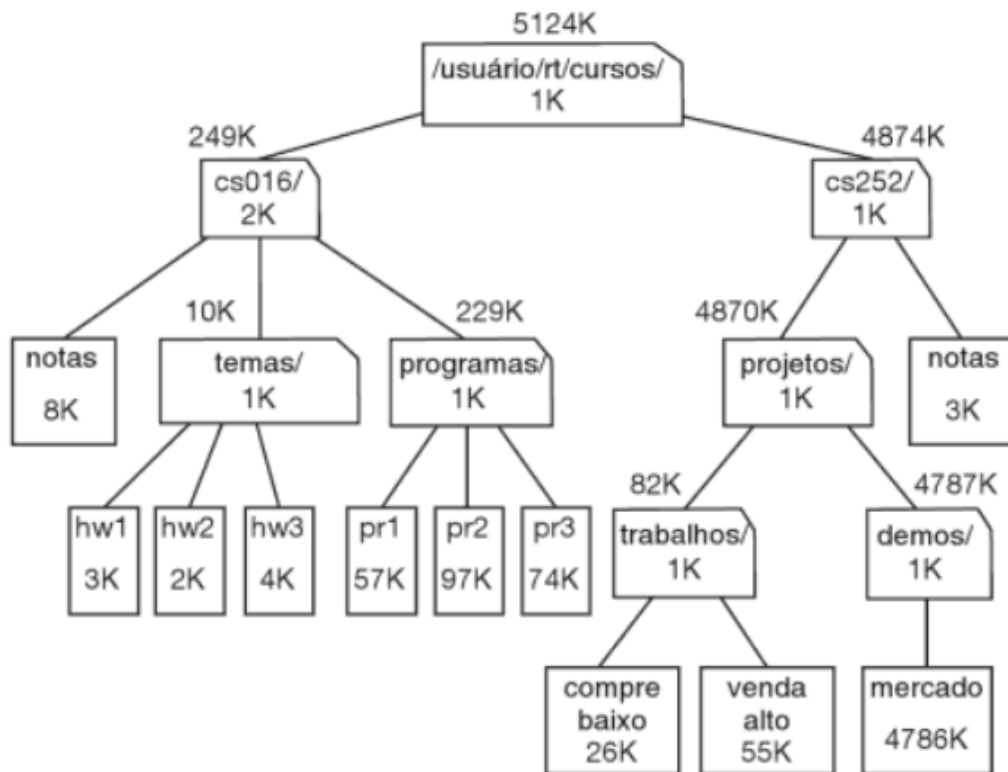 5124K
/usuário/rt/cursos/
1K
249K
4874K
cs016/
2K
cs252/
1K
10K
229K
4870K
notas
8K
temas/
1K
programas/
1K
projetos/
1K
notas
3K
82K
4787K
hw1
3K
hw2
2K
hw3
4K
pr1
57K
pr2
97K
pr3
74K
trabalhos/
1K
demos/
1K
compre
baixo
26K
venda
alto
55K
mercado
4786K